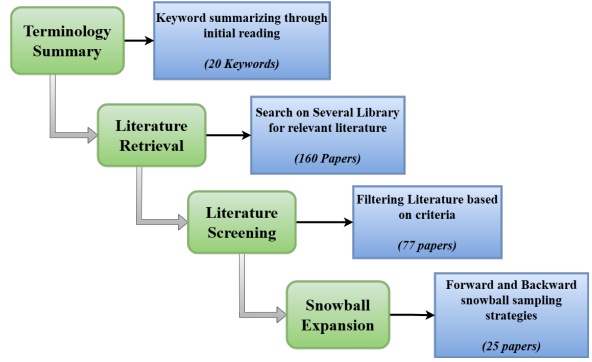 Terminology
Summary
Keyword summarizing through
initial reading
(20 Keywords)
Literature
Retrieval
Search on Several Library
for relevant literature
(160 Papers)
Literature
Screening
Filtering Literature based
on criteria
(77 papers)
Snowball
Expansion
Forward and Backward
snowball sampling
strategies
(25 papers)